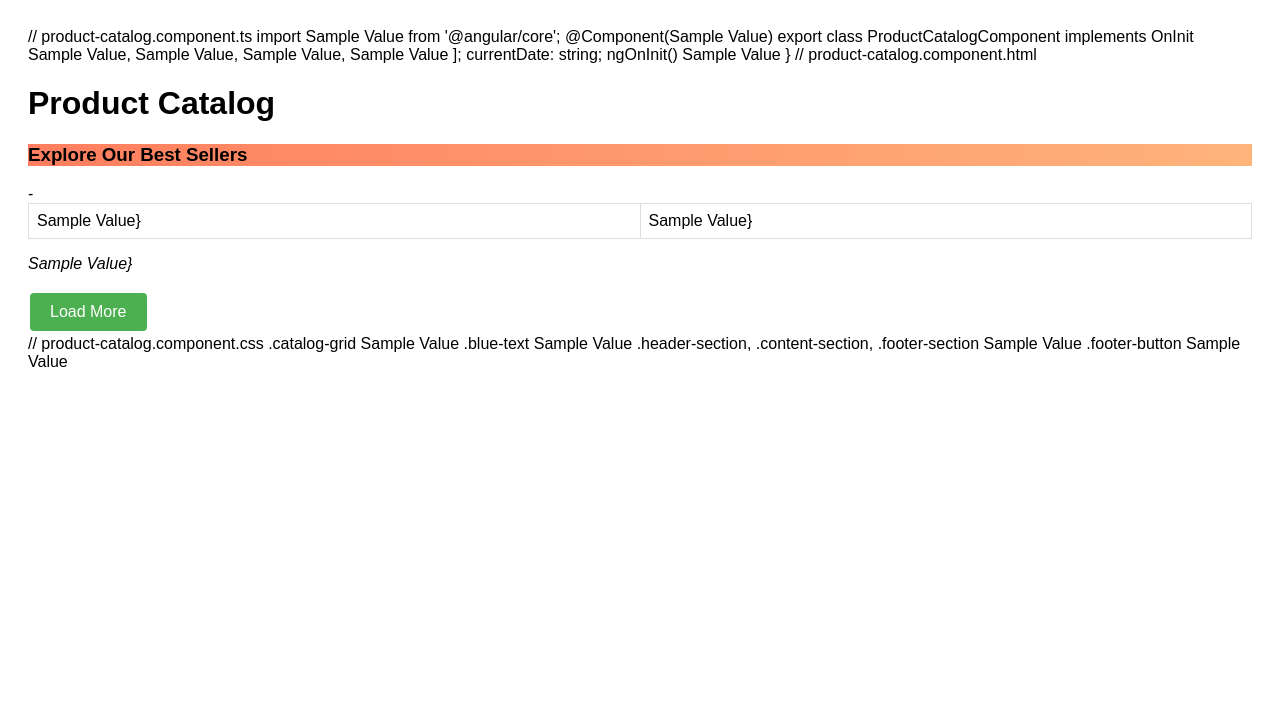 // product-catalog.component.ts import Sample Value from '@angular/core'; @Component(Sample Value) export class ProductCatalogComponent implements OnInit
Sample Value, Sample Value, Sample Value, Sample Value ]; currentDate: string; ngOnInit() Sample Value } // product-catalog.component.html
Product Catalog
Explore Our Best Sellers
-
Sample Value} Sample Value}
Sample Value}
Load More
// product-catalog.component.css .catalog-grid Sample Value .blue-text Sample Value .header-section, .content-section, .footer-section Sample Value .footer-button Sample
Value